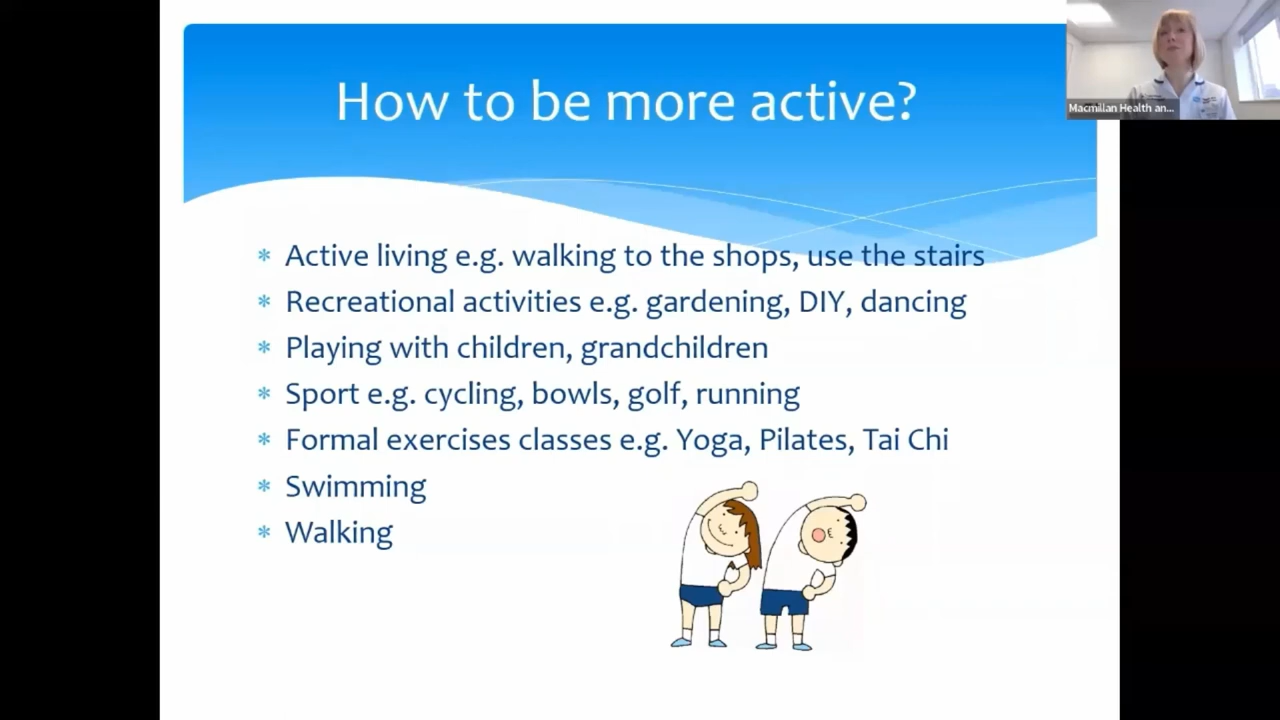 How to be more active?
Macmillan Health an...
* Active living e.g. walking to the shops, use the stairs
* Recreational activities e.g. gardening, DIY, dancing
* Playing with children, grandchildren
* Sport e.g. cycling, bowls, golf, running
* Formal exercises classes e.g. Yoga, Pilates, Tai Chi
* Swimming
* Walking